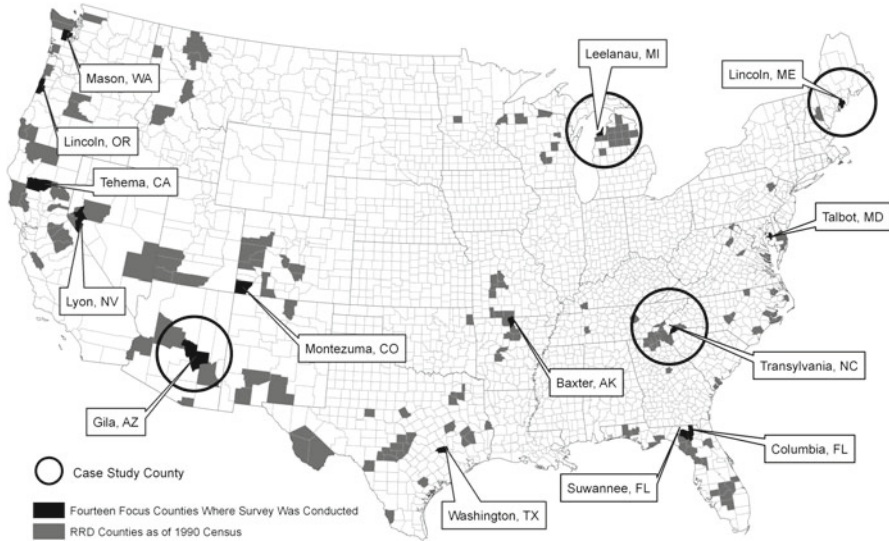 Leelanau, MI
Lincoln, ME
Mason, WA
Lincoln, OR
Tehema, CA
Talbot, MD
Lyon, NV
Montezuma, CO
Transylvania, NC
Baxter, AK
Gila, AZ
Columbia, FL
Suwannee, FL
Washington, TX
Case Study County
Fourteen Focus Counties Where Survey Was Conducted
RRD Counties as of 1990 Census